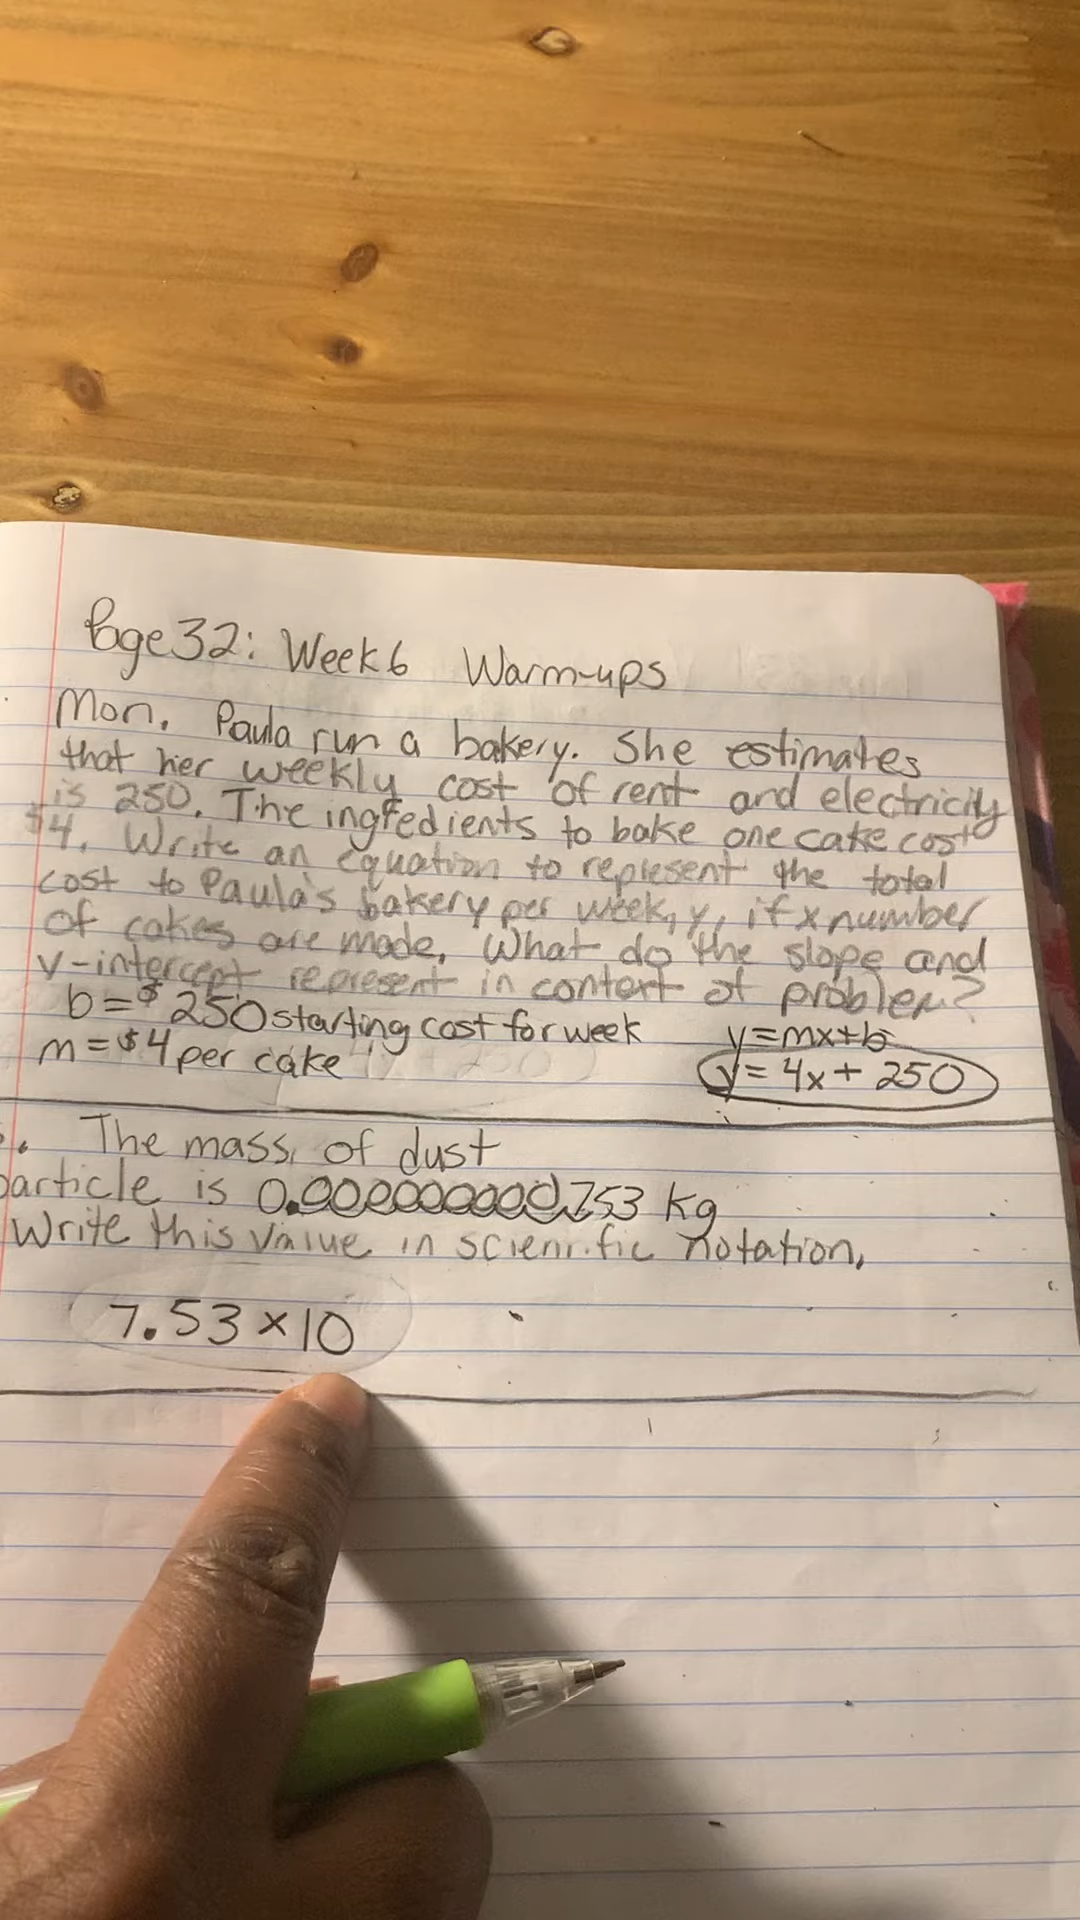 Page 32: Week 6 Warm-ups
Mon. Paula run a bakery. She estimates
that her weekly cost of rent and electricity
is 250. The ingredients to bake one cake cost
$4. Write an equation to represent the total
cost to Paula's bakery per week, y, if x number
of cakes are made. What do the slope and
y-intercept represent in context of problem?
b = $250 starting cost for week
m = $4 per cake
y = mx + b
y = 4x + 250
The mass of dust
particle is kg
Write this value in scientific notation.
7.53 × 10